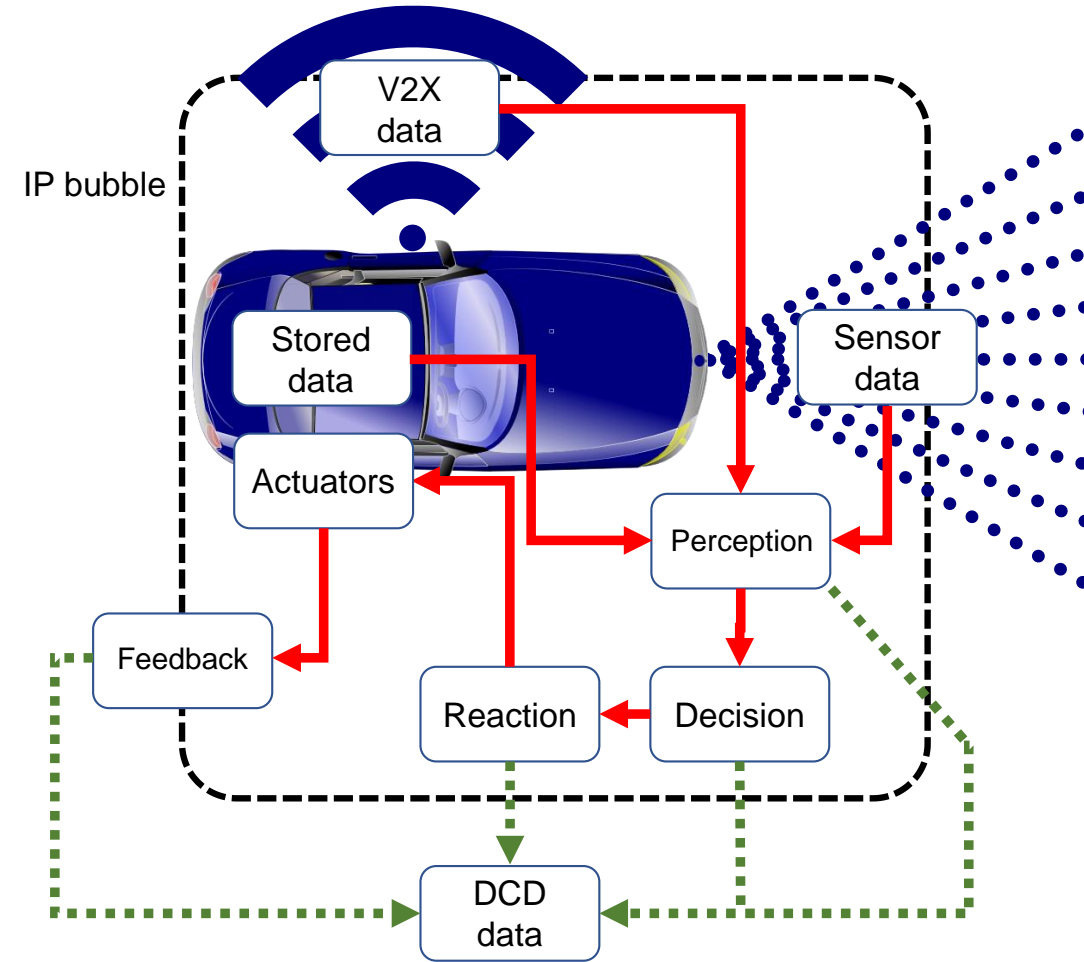 V2X
data
IP bubble
Stored
data
Sensor
data
Actuators
Perception
Feedback
Reaction
Decision
DCD
data